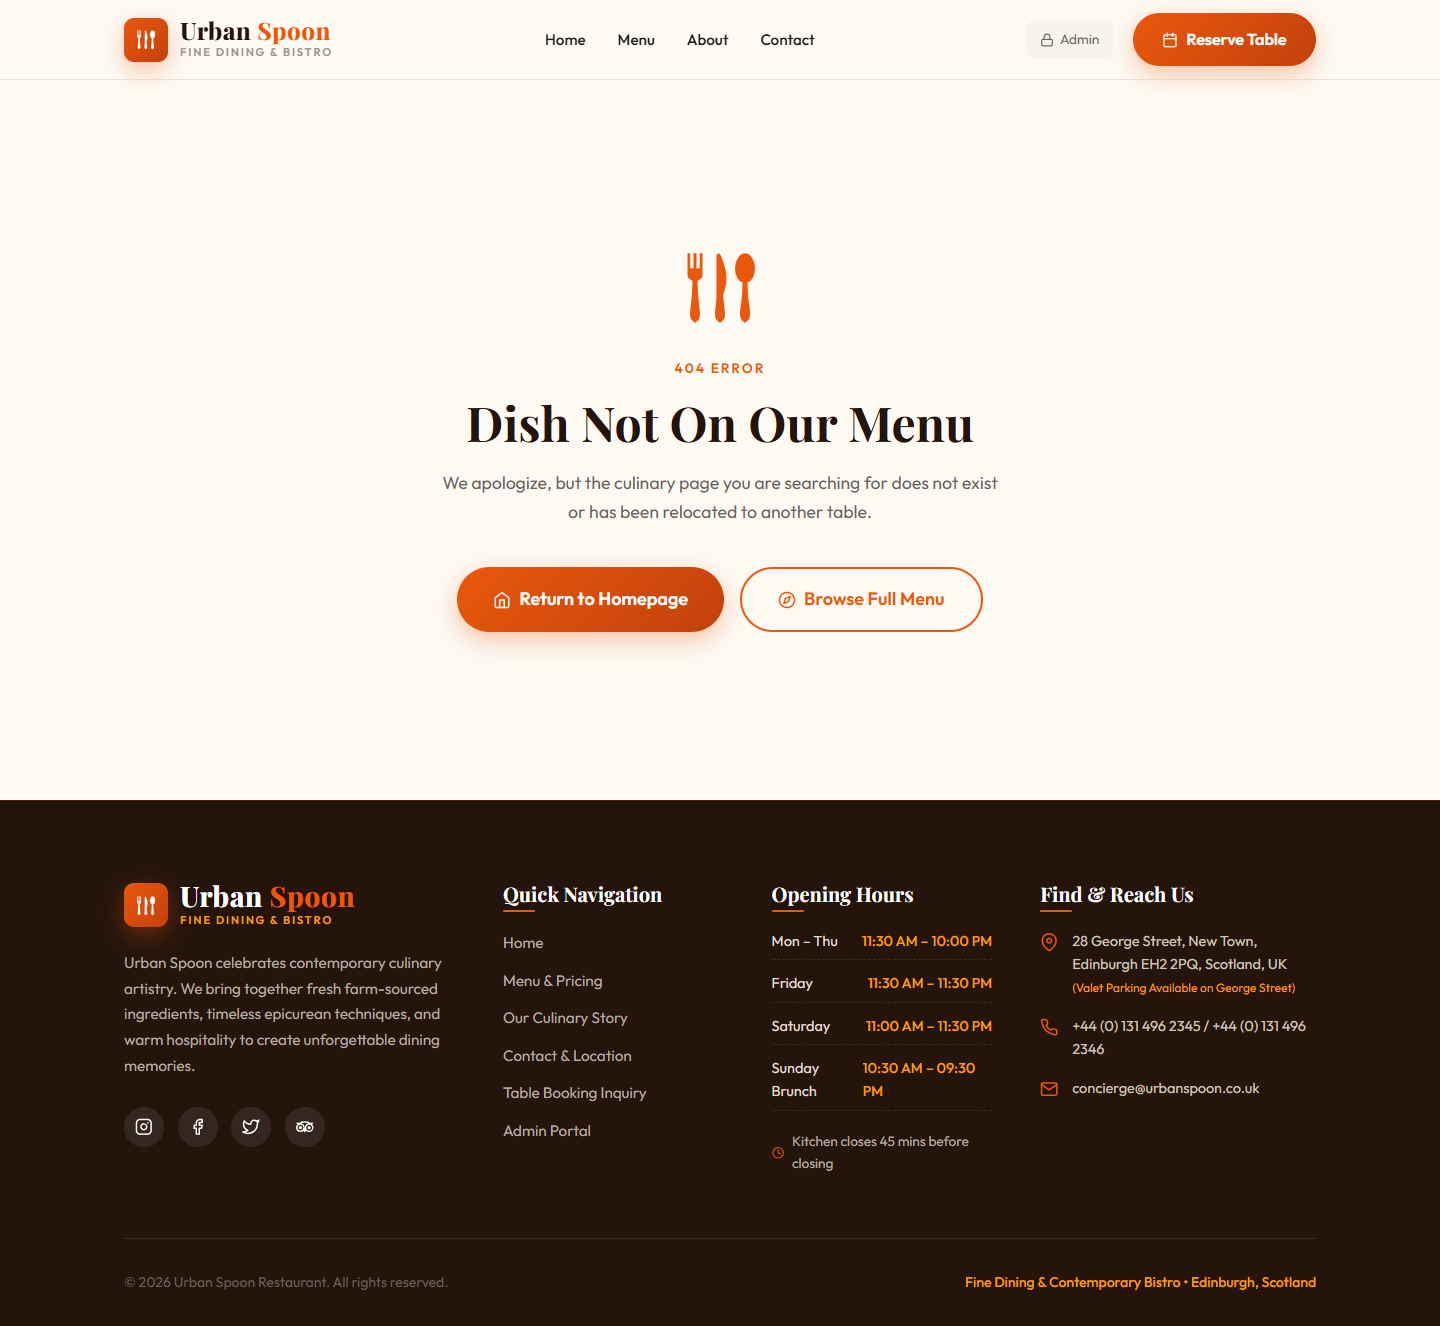 Urban Spoon
FINE DINING & BISTRO
Home
Menu
About
Contact
Admin
Reserve Table
404 ERROR
Dish Not On Our Menu
We apologize, but the culinary page you are searching for does not exist
or has been relocated to another table.
Return to Homepage
Browse Full Menu
Urban Spoon
FINE DINING & BISTRO
Urban Spoon celebrates contemporary culinary
artistry. We bring together fresh farm-sourced
ingredients, timeless epicurean techniques, and
warm hospitality to create unforgettable dining
memories.
Quick Navigation
Home
Menu & Pricing
Our Culinary Story
Contact & Location
Table Booking Inquiry
Admin Portal
Opening Hours
Mon – Thu 11:30 AM – 10:00 PM
Friday 11:30 AM – 11:30 PM
Saturday 11:00 AM – 11:30 PM
Sunday 10:30 AM – 09:30
Brunch PM
Kitchen closes 45 mins before
closing
Find & Reach Us
28 George Street, New Town,
Edinburgh EH2 2PQ, Scotland, UK
(Valet Parking Available on George Street)
+44 (0) 131 496 2345 / +44 (0) 131 496
2346
concierge@urbanspoon.co.uk
© 2026 Urban Spoon Restaurant. All rights reserved.
Fine Dining & Contemporary Bistro • Edinburgh, Scotland